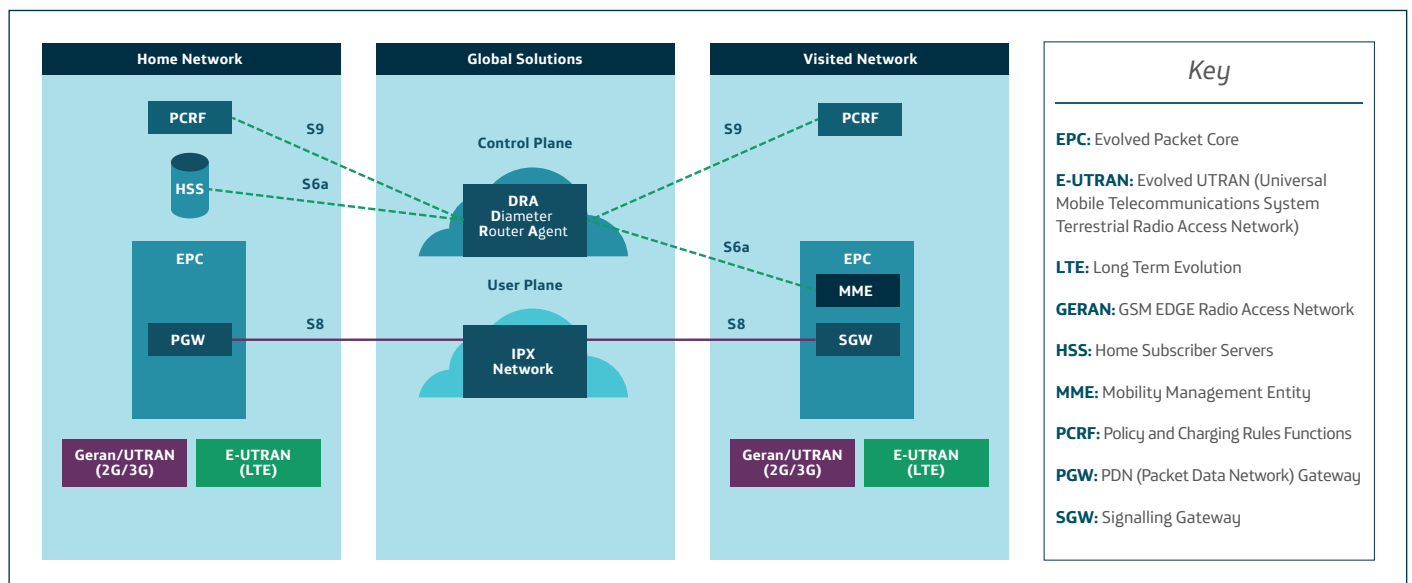 Home Network
PCRF
S9
HSS
S6a
EPC
PGW
S8
Geran/UTRAN
(2G/3G)
E-UTRAN
(LTE)
Global Solutions
Control Plane
DRA
Diameter
Router Agent
User Plane
IPX
Network
Visited Network
S9
PCRF
S6a
EPC
MME
S8
SGW
Geran/UTRAN
(2G/3G)
E-UTRAN
(LTE)
Key
EPC: Evolved Packet Core
E-UTRAN: Evolved UTRAN (Universal
Mobile Telecommunications System
Terrestrial Radio Access Network)
LTE: Long Term Evolution
GERAN: GSM EDGE Radio Access Network
HSS: Home Subscriber Servers
MME: Mobility Management Entity
PCRF: Policy and Charging Rules Functions
PGW: PDN (Packet Data Network) Gateway
SGW: Signalling Gateway